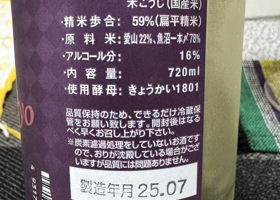 米こうじ(国産米)
・精米歩合: 59%(扁平精米)
・原料米: 愛山22%、魚沼一本〆78%
・アルコール分: 16%
・内容量: 720ml
・使用酵母: きょうかい1801
品質保持のため、できるだけ冷蔵保
管をお願い致します。開封後はなる
べく早くお召し上がり下さい。
※炭素濾過処理をしていないお酒です
ので、おりが沈殿している場合がござ
いますが品質には問題ありません。
製造年月 25.07